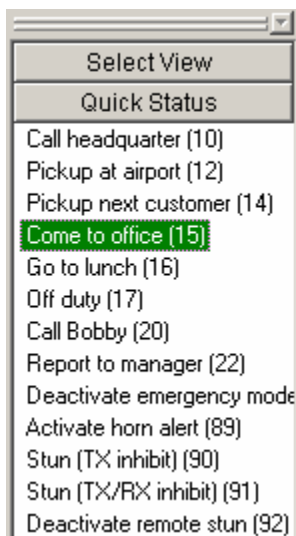 Select View
Quick Status
Call headquarter (10)
Pickup at airport (12)
Pickup next customer (14)
Come to office (15)
Go to lunch (16)
Off duty (17)
Call Bobby (20)
Report to manager (22)
Deactivate emergency mode
Activate horn alert (89)
Stun (TX inhibit) (90)
Stun (TX/RX inhibit) (91)
Deactivate remote stun (92)